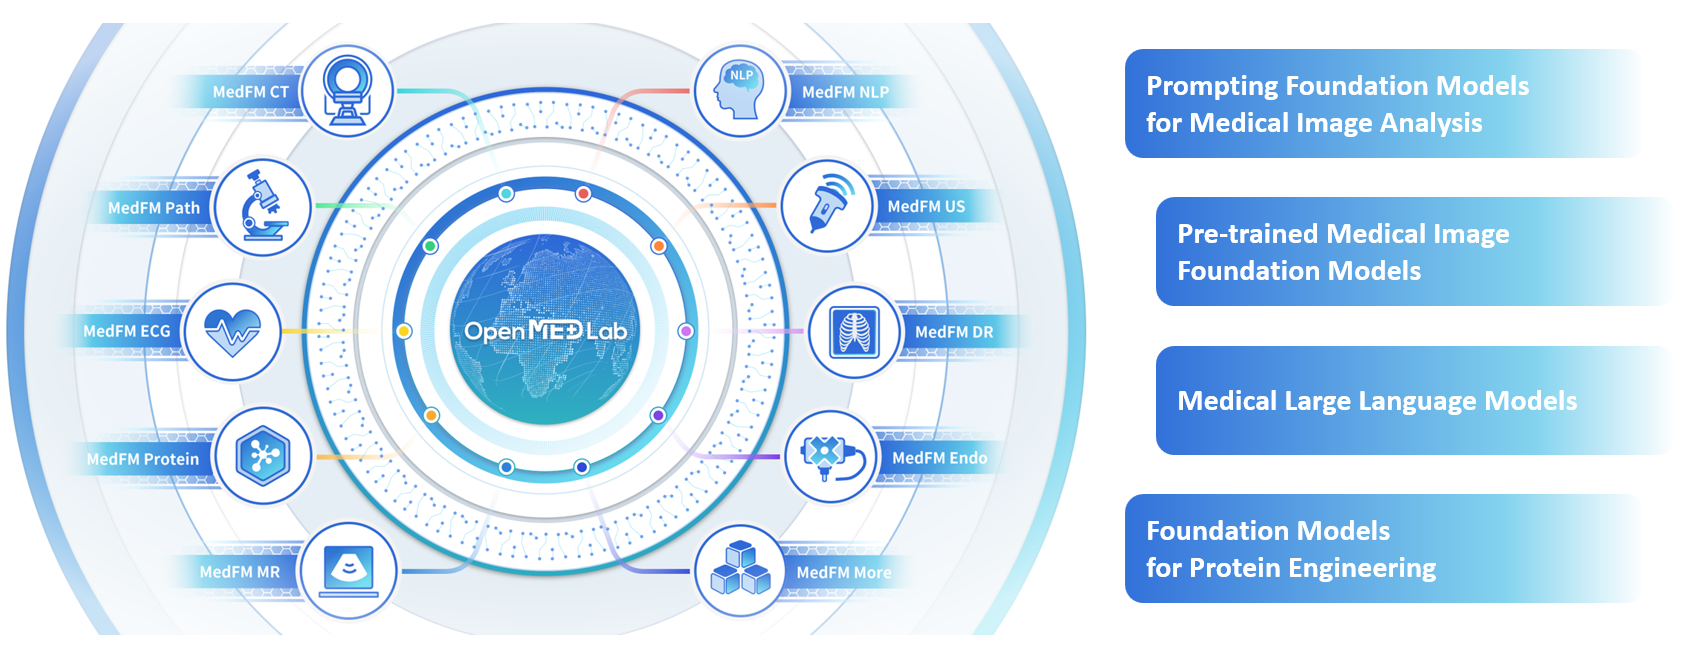 MedFM CT
MedFM Path
MedFM ECG
MedFM Protein
MedFM MR
OpenMEDLab
NLP
MedFM NLP
MedFM US
MedFM DR
MedFM Endo
MedFM More
Prompting Foundation Models
for Medical Image Analysis
Pre-trained Medical Image
Foundation Models
Medical Large Language Models
Foundation Models
for Protein Engineering